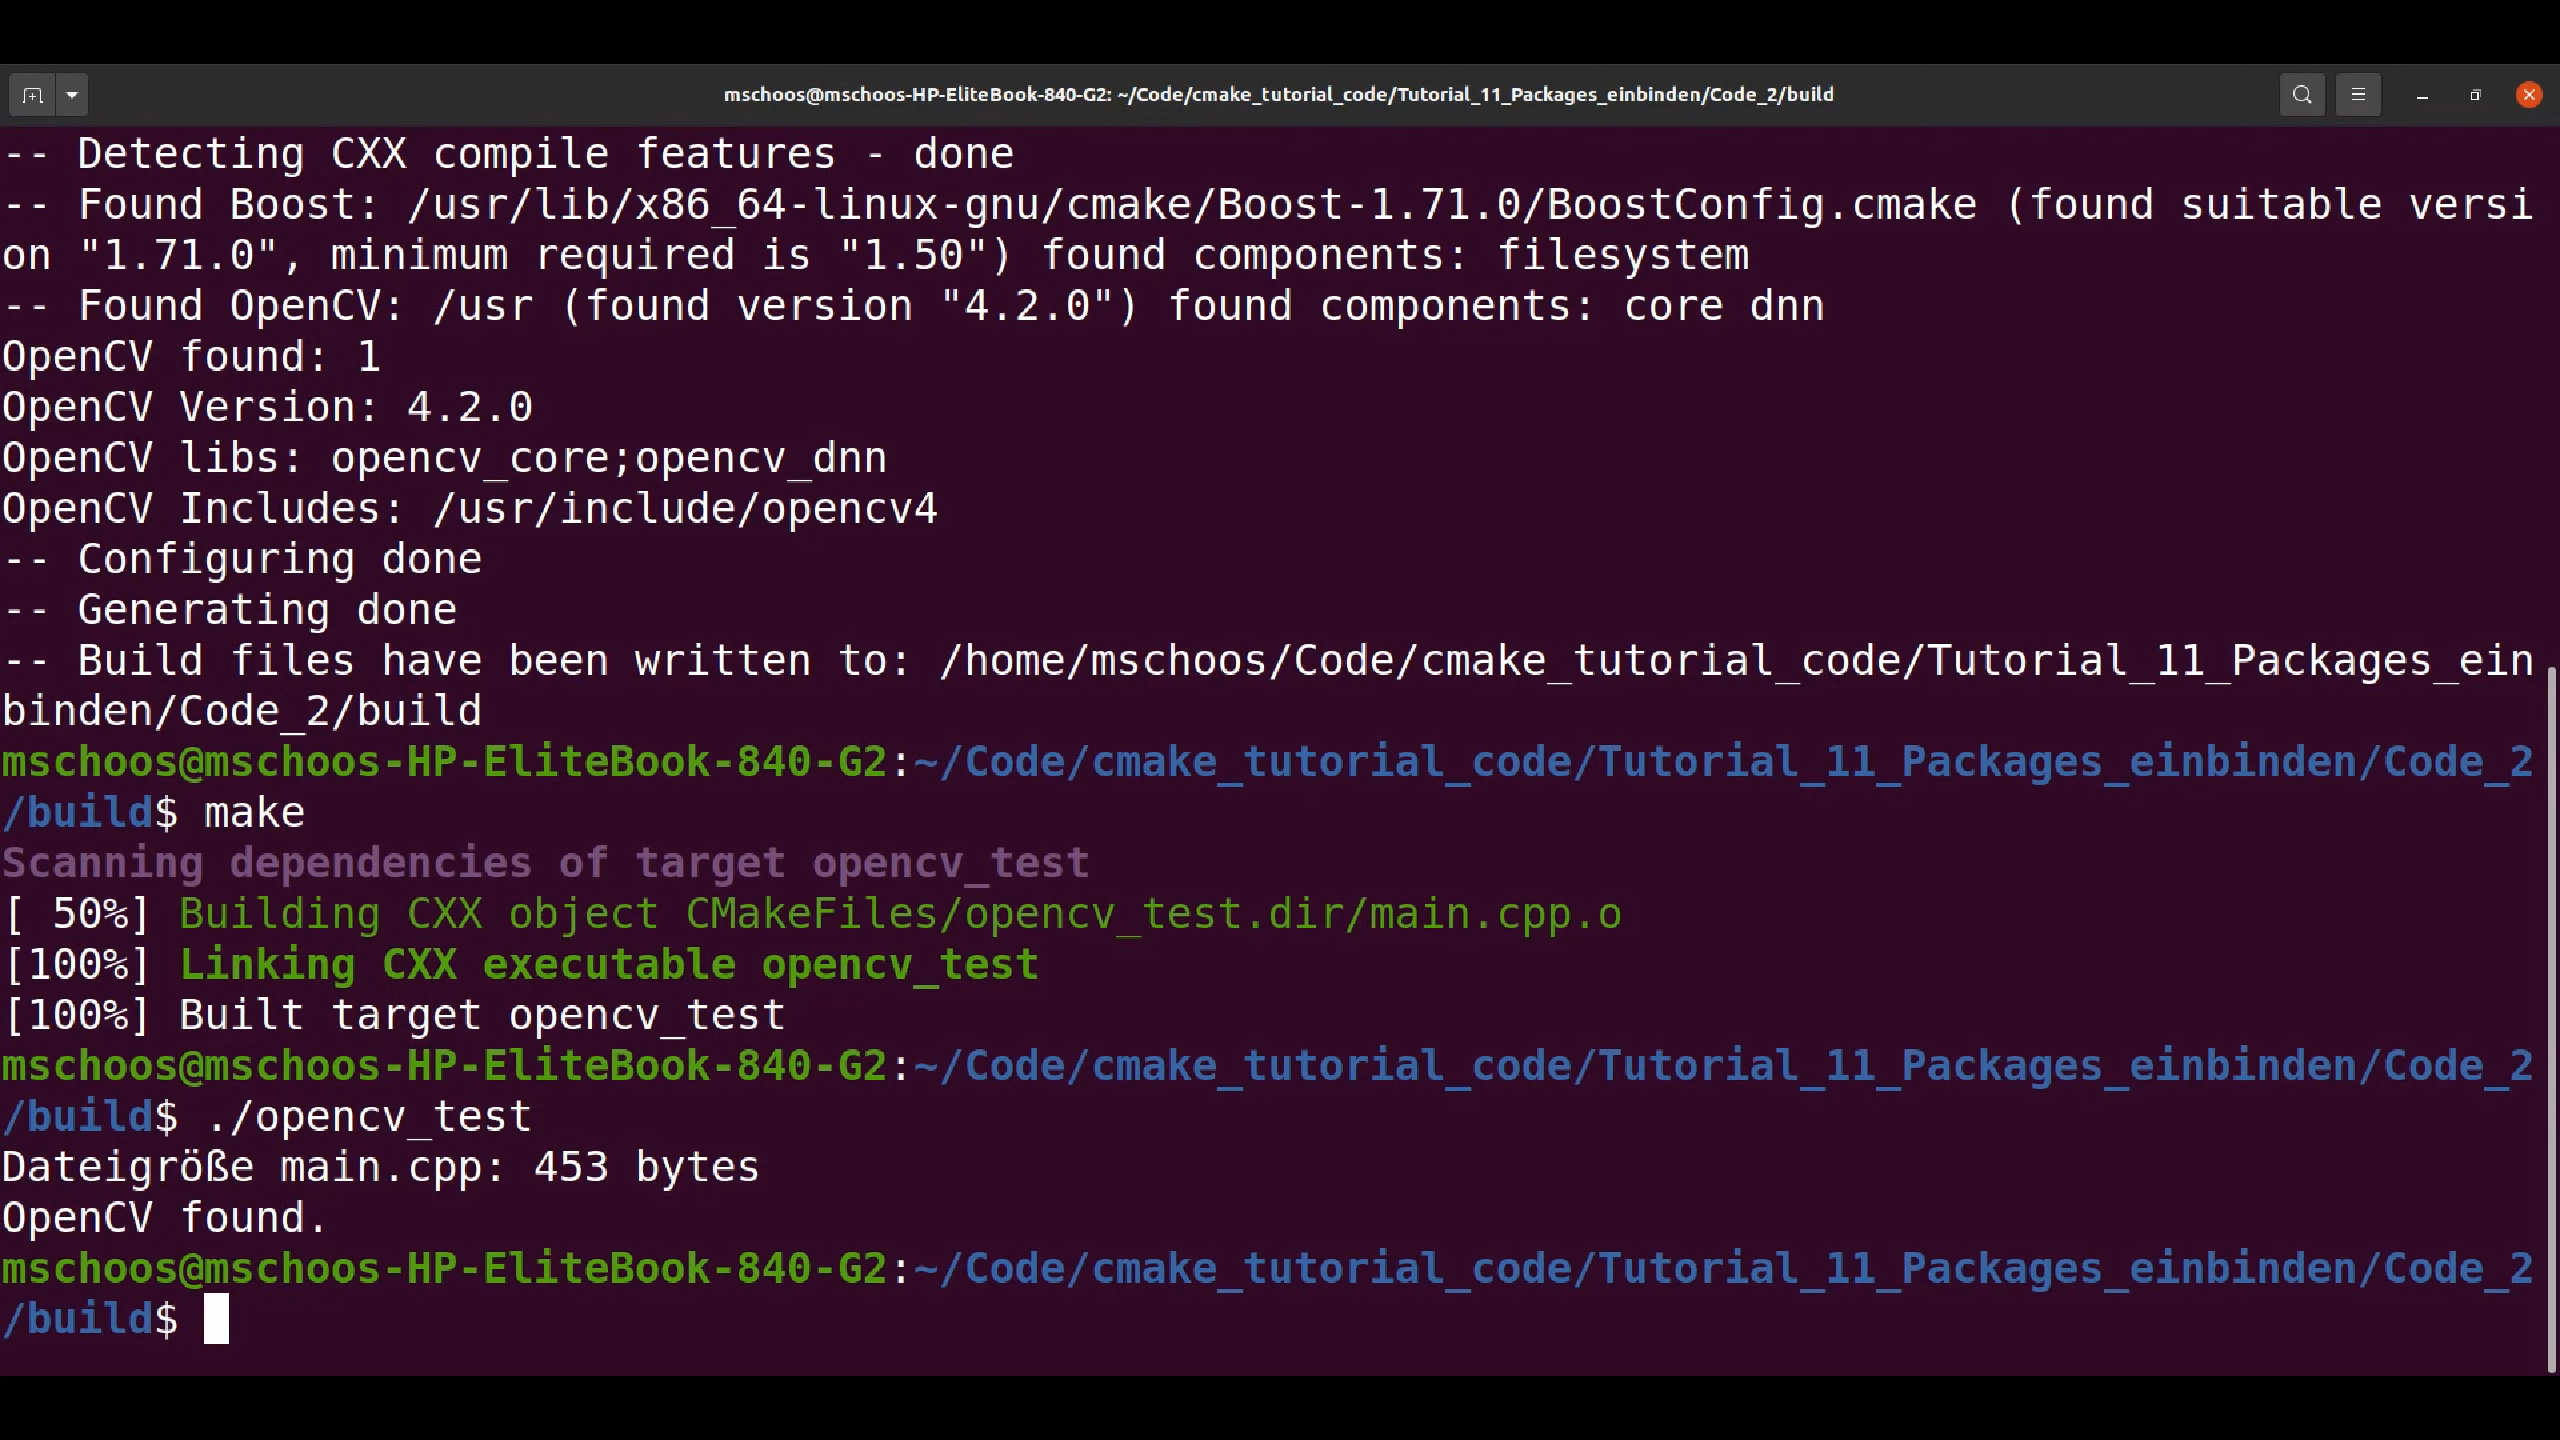 mschoos@mschoos-HP-EliteBook-840-G2: ~/Code/cmake_tutorial_code/Tutorial_11_Packages_einbinden/Code_2/build
-- Detecting CXX compile features - done
-- Found Boost: /usr/lib/x86_64-linux-gnu/cmake/Boost-1.71.0/BoostConfig.cmake (found suitable versi
on "1.71.0", minimum required is "1.50") found components: filesystem
-- Found OpenCV: /usr (found version "4.2.0") found components: core dnn
OpenCV found: 1
OpenCV Version: 4.2.0
OpenCV libs: opencv_core;opencv_dnn
OpenCV Includes: /usr/include/opencv4
-- Configuring done
-- Generating done
-- Build files have been written to: /home/mschoos/Code/cmake_tutorial_code/Tutorial_11_Packages_ein
binden/Code_2/build
mschoos@mschoos-HP-EliteBook-840-G2:~/Code/cmake_tutorial_code/Tutorial_11_Packages_einbinden/Code_2
/build$ make
Scanning dependencies of target opencv_test
[ 50%] Building CXX object CMakeFiles/opencv_test.dir/main.cpp.o
[100%] Linking CXX executable opencv_test
[100%] Built target opencv_test
mschoos@mschoos-HP-EliteBook-840-G2:~/Code/cmake_tutorial_code/Tutorial_11_Packages_einbinden/Code_2
/build$ ./opencv_test
Dateigröße main.cpp: 453 bytes
OpenCV found.
mschoos@mschoos-HP-EliteBook-840-G2:~/Code/cmake_tutorial_code/Tutorial_11_Packages_einbinden/Code_2
/build$